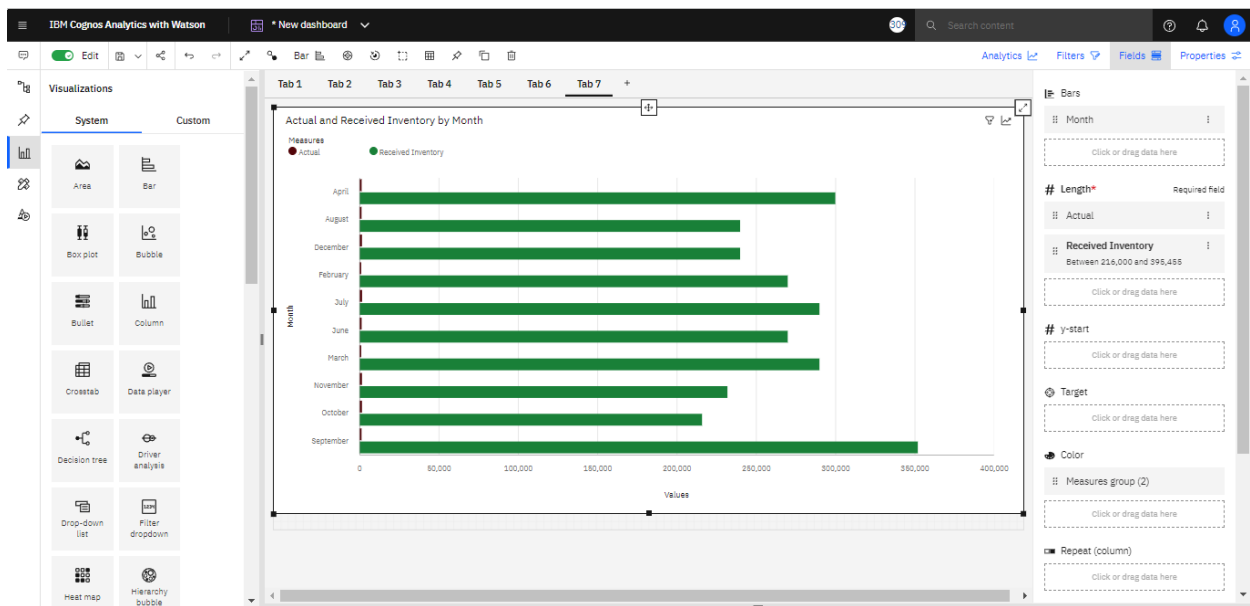 IBM Cognos Analytics with Watson
* New dashboard
309
Search content
Edit
Bar
Analytics
Filters
Fields
Properties
Visualizations
System
Custom
Area
Bar
Box plot
Bubble
Bullet
Column
Crosstab
Data player
Decision tree
Driver
analysis
Drop-down
list
Filter
dropdown
Heat map
Hierarchy
bubble
Tab 1
Tab 2
Tab 3
Tab 4
Tab 5
Tab 6
Tab 7
+
Actual and Received Inventory by Month
Measures
Actual
Received Inventory
Month
April
August
December
February
July
June
March
November
October
September
0
50,000
100,000
150,000
200,000
250,000
300,000
350,000
400,000
Values
Bars
Month
Click or drag data here
# Length*
Required field
Actual
Received Inventory
Between 216,000 and 395,455
Click or drag data here
# y-start
Click or drag data here
Target
Click or drag data here
Color
Measures group (2)
Click or drag data here
Repeat (column)
Click or drag data here